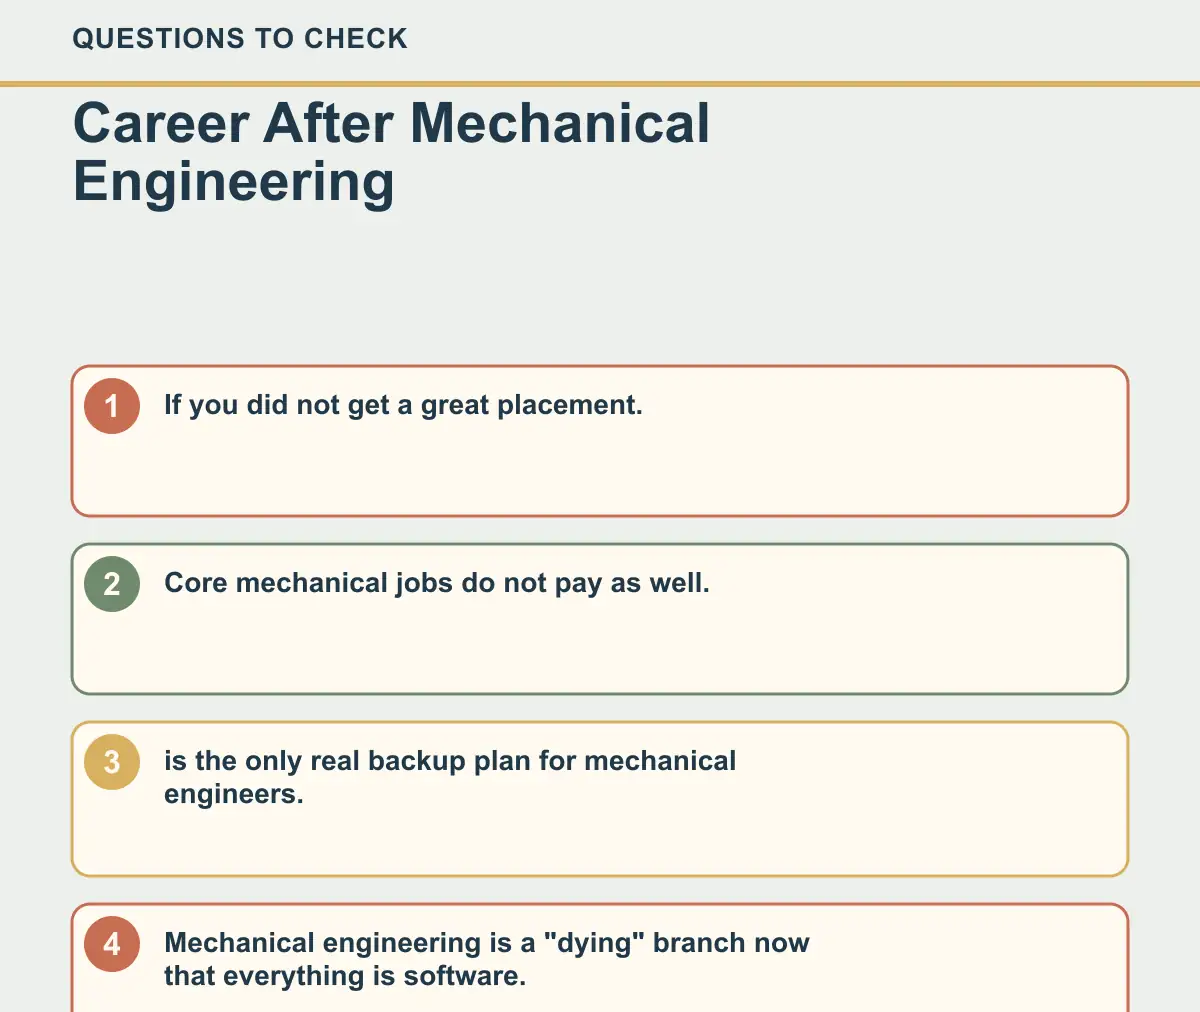 QUESTIONS TO CHECK
Career After Mechanical
Engineering
1
If you did not get a great placement.
2
Core mechanical jobs do not pay as well.
3
is the only real backup plan for mechanical
engineers.
4
Mechanical engineering is a "dying" branch now
that everything is software.